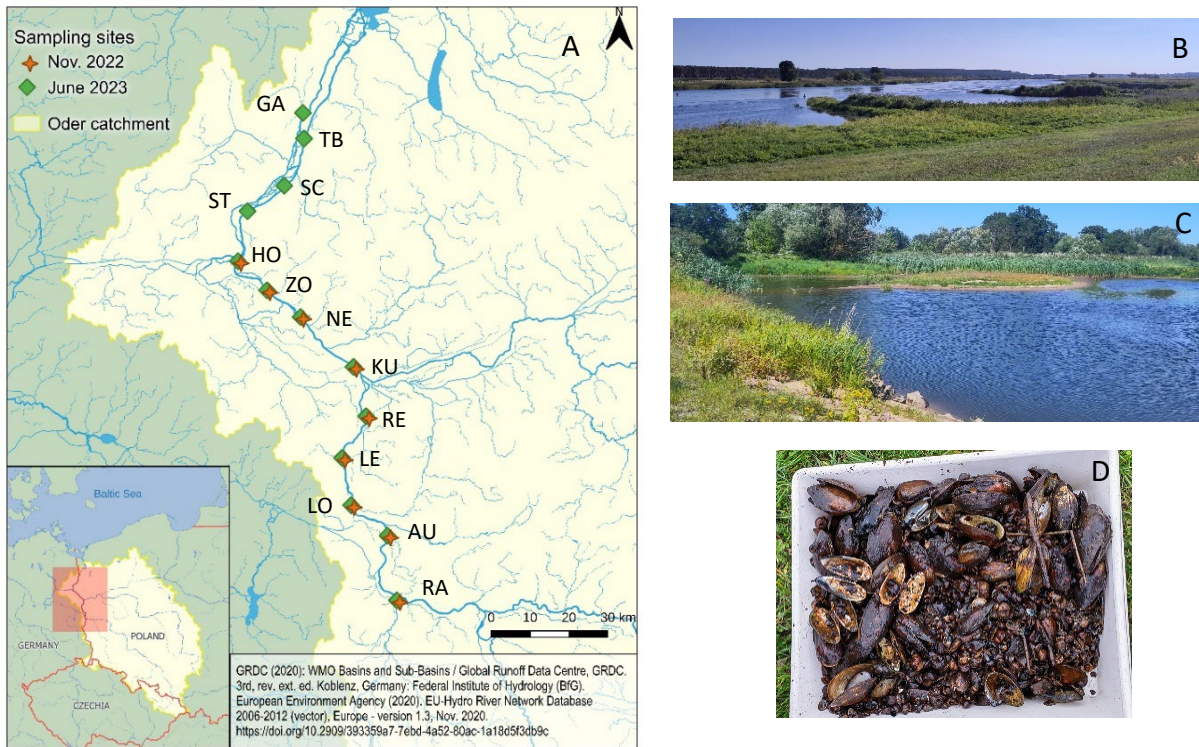 Sampling sites
Nov. 2022
June 2023
Oder catchment
A
N
GA
TB
SC
ST
HO
ZO
NE
KU
RE
LE
LO
AU
RA
0 10 20 30 km
Baltic Sea
GERMANY
POLAND
CZECHIA
GRDC (2020): WMO Basins and Sub-Basins / Global Runoff Data Centre, GRDC.
3rd, rev. ext. ed. Koblenz, Germany: Federal Institute of Hydrology (BfG).
European Environment Agency (2020). EU-Hydro River Network Database
2006-2012 (vector), Europe - version 1.3, Nov. 2020.
https://doi.org/10.2909/393359a7-7ebd-4a52-80ac-1a18d5f3db9c
B
C
D